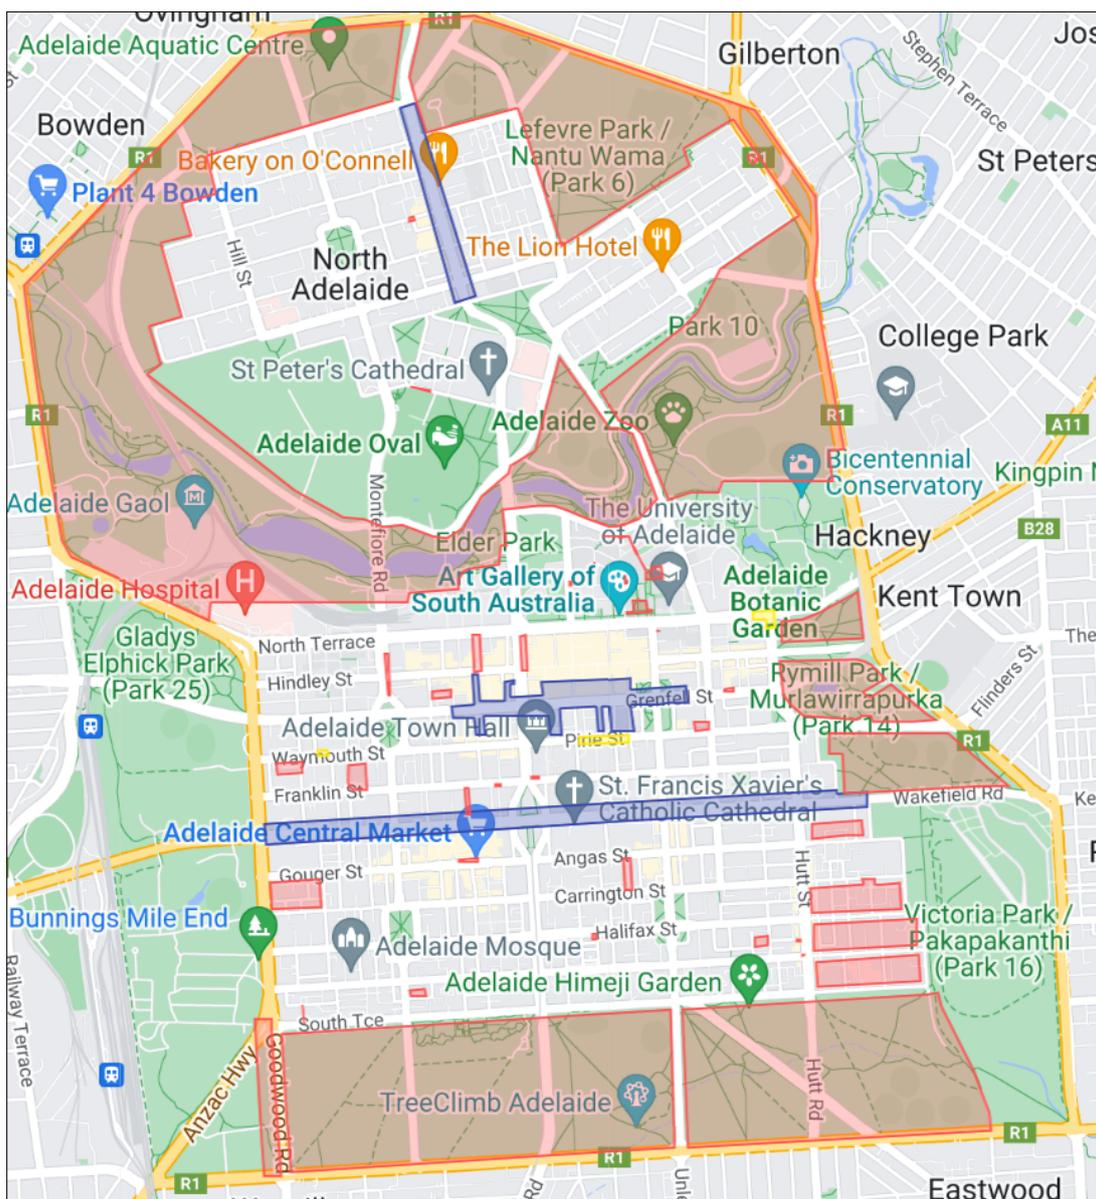 Ovingham
R1
Adelaide Aquatic Centre
Gilberton
Stephen Terrace
Bowden
R1
Bakery on O'Connell
Lefevre Park /
Nantu Wama
(Park 6)
R1
St Peters
Plant 4 Bowden
Hill St
The Lion Hotel
North
Adelaide
Park 10
College Park
St Peter's Cathedral
R1
Adelaide Zoo
R1
A11
Adelaide Oval
Bicentennial
Conservatory
Kingpin
Adelaide Gaol
Montefiore Rd
The University
of Adelaide
B28
Hackney
Elder Park
Adelaide Hospital
H
Art Gallery of
South Australia
Adelaide
Botanic
Garden
Kent Town
Gladys
Elphick Park
(Park 25)
North Terrace
The
Hindley St
Rymill Park /
Murlawirrapurka
(Park 14)
Flinders St
Grenfell St
Adelaide Town Hall
Pirie St
R1
Waymouth St
Franklin St
St. Francis Xavier's
Catholic Cathedral
Wakefield Rd
Ke
Adelaide Central Market
Angas St
Gouger St
Hutt St
Carrington St
Bunnings Mile End
Halifax St
Victoria Park /
Pakapakanthi
(Park 16)
Adelaide Mosque
Railway Terrace
Adelaide Himeji Garden
South Tce
Anzac Hwy
Goodwood Rd
Hutt Rd
TreeClimb Adelaide
R1
R1
R1
Rd
Eastwood